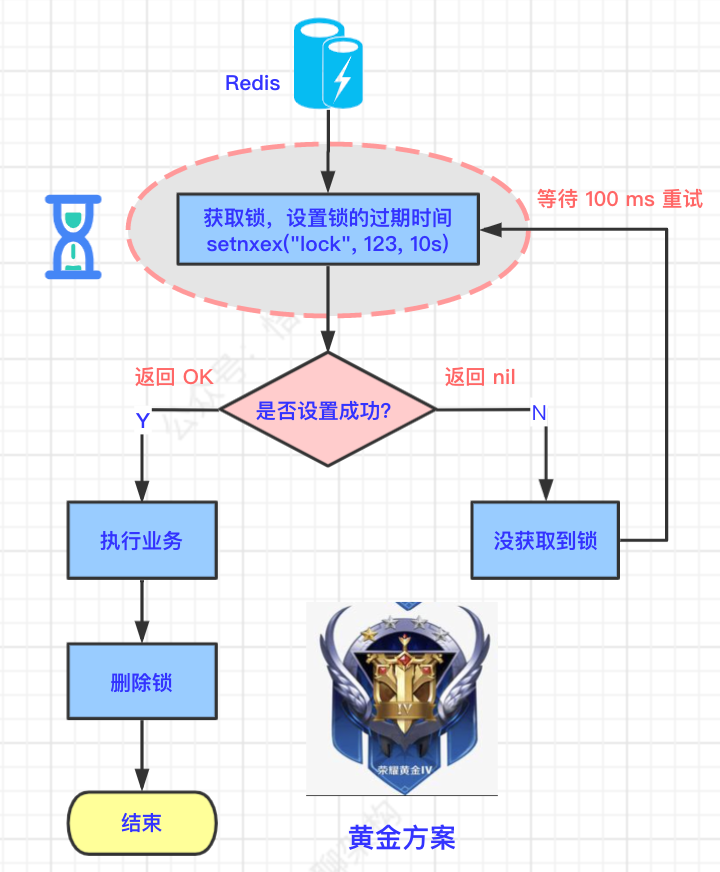 Redis
获取锁，设置锁的过期时间
setnxex("lock", 123, 10s)
等待 100 ms 重试
返回 OK
返回 nil
是否设置成功?
Y
N
执行业务
没获取到锁
删除锁
IV
荣耀黄金IV
结束
黄金方案